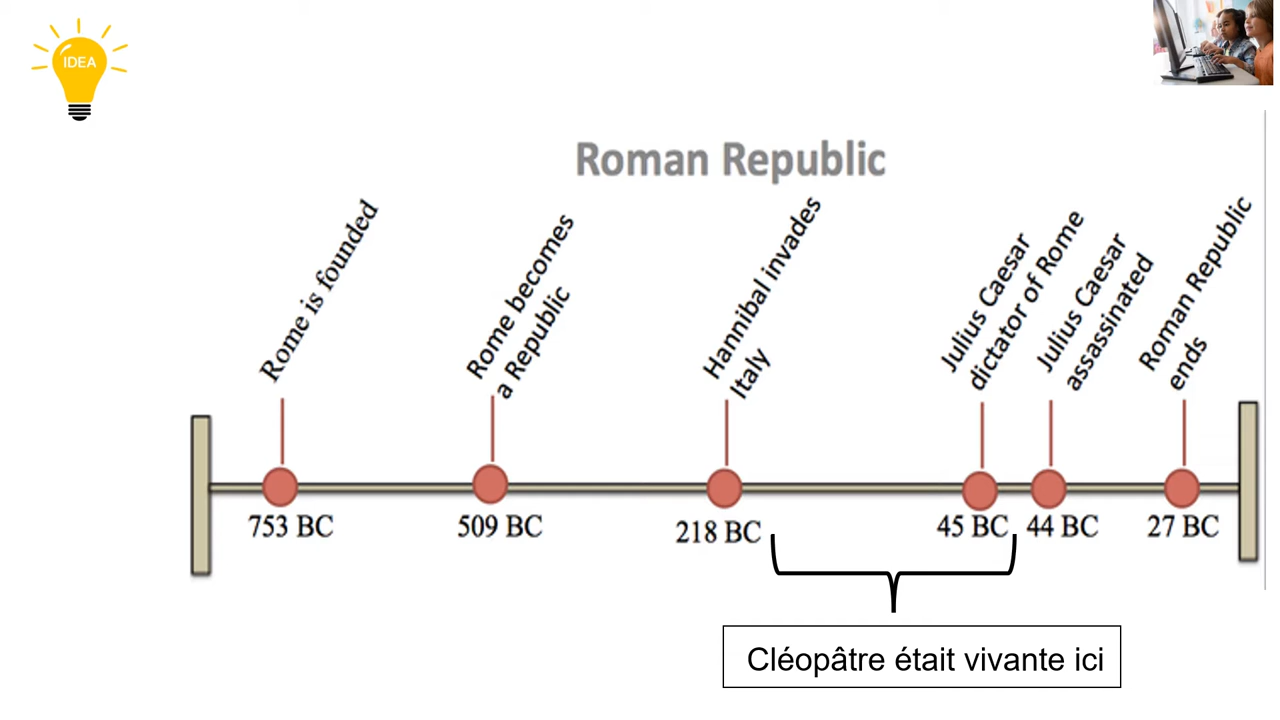 IDEA
Roman Republic
Rome is founded
Rome becomes
a Republic
Hannibal invades
Italy
Julius Caesar
dictator of Rome
Julius Caesar
assassinated
Roman Republic
ends
753 BC
509 BC
218 BC
45 BC
44 BC
27 BC
Cléopâtre était vivante ici